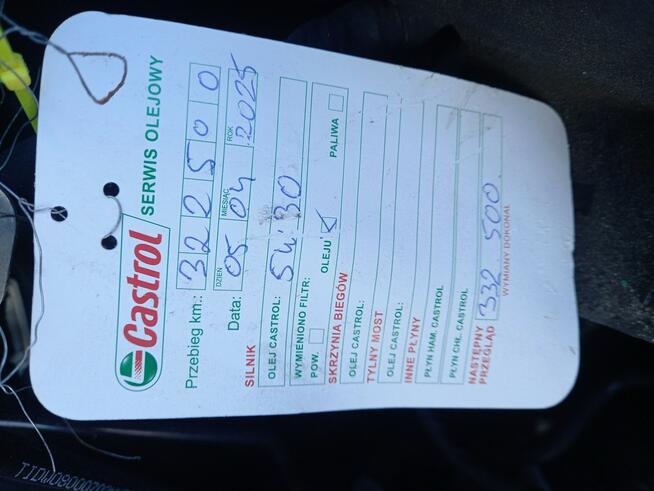 Castrol
SERWIS OLEJOWY
Przebieg km: 322500
DZIEŃ MIESIĄC ROK
Data: 05 04 2025
SILNIK
OLEJ CASTROL: 5W30
WYMIENIONO FILTR:
POW. OLEJU PALIWA
SKRZYNIA BIEGÓW
OLEJ CASTROL:
TYLNY MOST
OLEJ CASTROL:
INNE PŁYNY
PŁYN HAM. CASTROL
PŁYN CHŁ. CASTROL
NASTĘPNY
PRZEGLĄD 332 500
WYMIANY DOKONAŁ